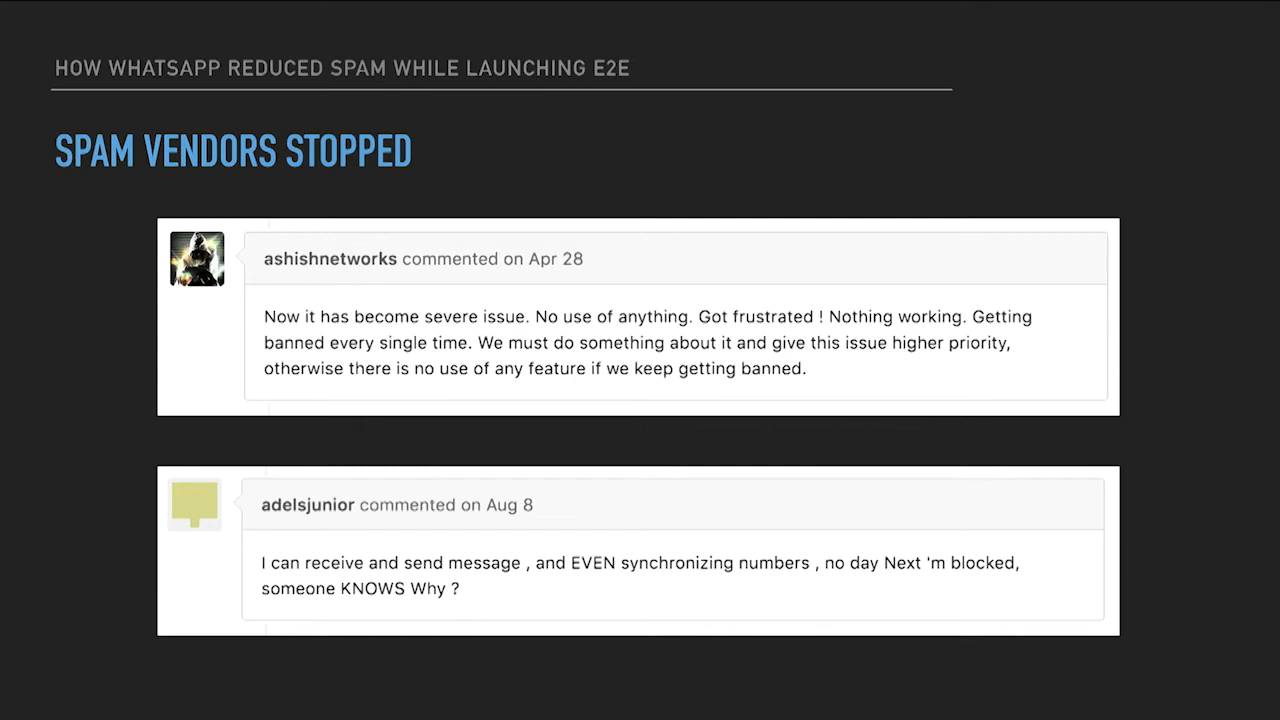 HOW WHATSAPP REDUCED SPAM WHILE LAUNCHING E2E
SPAM VENDORS STOPPED
ashishnetworks commented on Apr 28
Now it has become severe issue. No use of anything. Got frustrated ! Nothing working. Getting
banned every single time. We must do something about it and give this issue higher priority,
otherwise there is no use of any feature if we keep getting banned.
adelsjunior commented on Aug 8
I can receive and send message , and EVEN synchronizing numbers , no day Next 'm blocked,
someone KNOWS Why ?